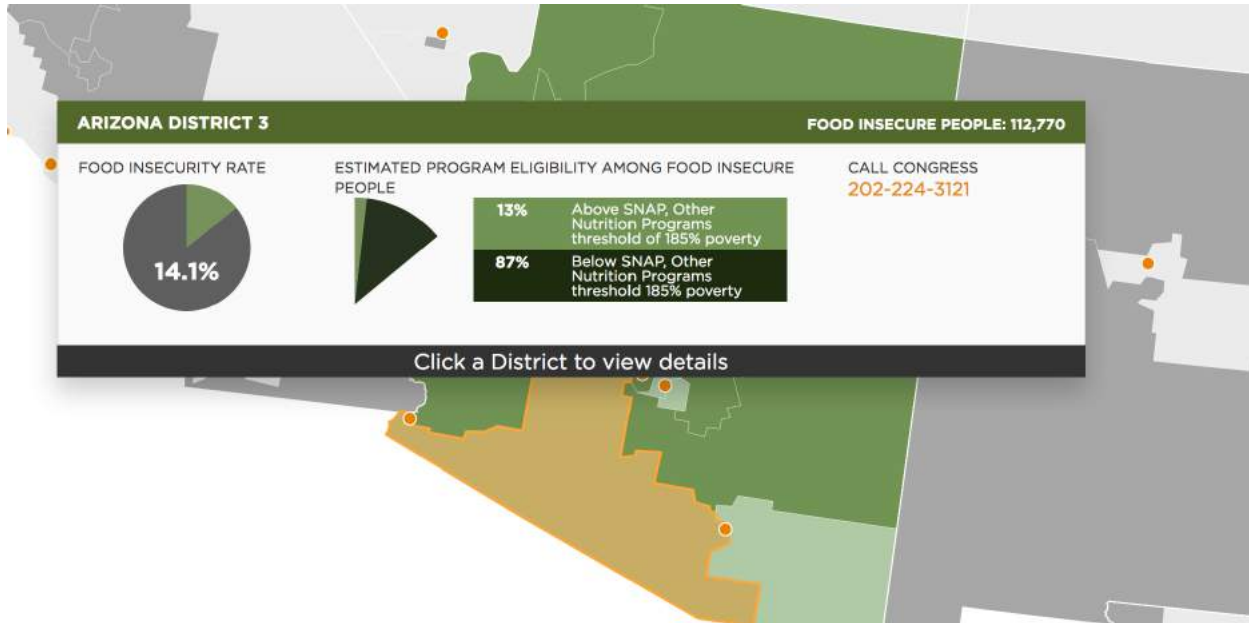 ARIZONA DISTRICT 3
FOOD INSECURE PEOPLE: 112,770
FOOD INSECURITY RATE
14.1%
ESTIMATED PROGRAM ELIGIBILITY AMONG FOOD INSECURE
PEOPLE
13%
Above SNAP, Other
Nutrition Programs
threshold of 185% poverty
87%
Below SNAP, Other
Nutrition Programs
threshold 185% poverty
CALL CONGRESS
202-224-3121
Click a District to view details